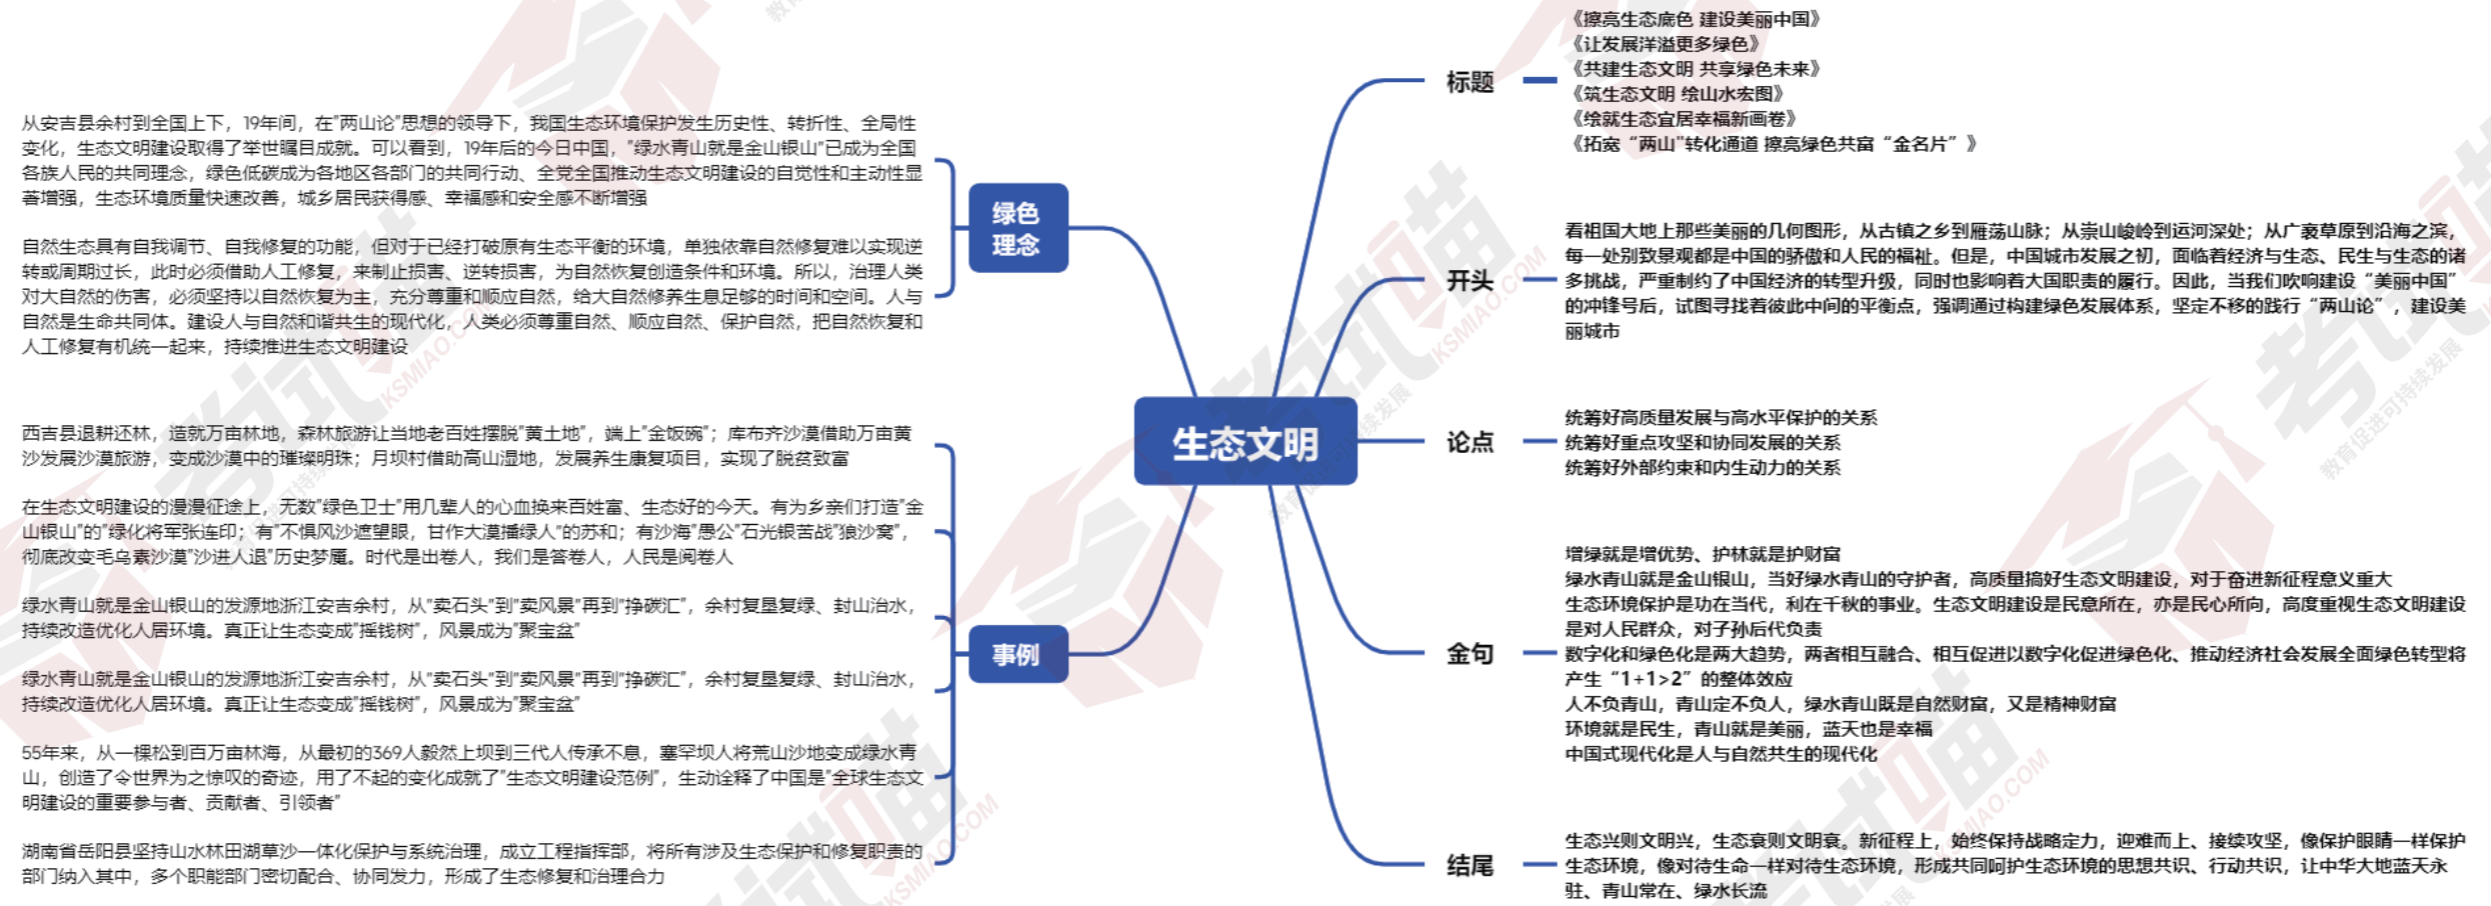 生态文明
标题
《擦亮生态底色 建设美丽中国》
《让发展洋溢更多绿色》
《共建生态文明 共享绿色未来》
《筑生态文明 绘山水宏图》
《绘就生态宜居幸福新画卷》
《拓宽“两山"转化通道 擦亮绿色共富“金名片”》
开头
看祖国大地上那些美丽的几何图形，从古镇之乡到雁荡山脉；从崇山峻岭到运河深处；从广袤草原到沿海之滨，
每一处别致景观都是中国的骄傲和人民的福祉。但是，中国城市发展之初，面临着经济与生态、民生与生态的诸
多挑战，严重制约了中国经济的转型升级，同时也影响着大国职责的履行。因此，当我们吹响建设“美丽中国”
的冲锋号后，试图寻找着彼此中间的平衡点，强调通过构建绿色发展体系，坚定不移的践行“两山论”，建设美
丽城市
论点
统筹好高质量发展与高水平保护的关系
统筹好重点攻坚和协同发展的关系
统筹好外部约束和内生动力的关系
金句
增绿就是增优势、护林就是护财富
绿水青山就是金山银山，当好绿水青山的守护者，高质量搞好生态文明建设，对于奋进新征程意义重大
生态环境保护是功在当代，利在千秋的事业。生态文明建设是民意所在，亦是民心所向，高度重视生态文明建设
是对人民群众，对子孙后代负责
数字化和绿色化是两大趋势，两者相互融合、相互促进以数字化促进绿色化、推动经济社会发展全面绿色转型将
产生“1+1>2”的整体效应
人不负青山，青山定不负人，绿水青山既是自然财富，又是精神财富
环境就是民生，青山就是美丽，蓝天也是幸福
中国式现代化是人与自然共生的现代化
结尾
生态兴则文明兴，生态衰则文明衰。新征程上，始终保持战略定力，迎难而上、接续攻坚，像保护眼睛一样保护
生态环境，像对待生命一样对待生态环境，形成共同呵护生态环境的思想共识、行动共识，让中华大地蓝天永
驻、青山常在、绿水长流
绿色
理念
从安吉县余村到全国上下，19年间，在"两山论"思想的领导下，我国生态环境保护发生历史性、转折性、全局性
变化，生态文明建设取得了举世瞩目成就。可以看到，19年后的今日中国，"绿水青山就是金山银山"已成为全国
各族人民的共同理念，绿色低碳成为各地区各部门的共同行动、全党全国推动生态文明建设的自觉性和主动性显
著增强，生态环境质量快速改善，城乡居民获得感、幸福感和安全感不断增强
自然生态具有自我调节、自我修复的功能，但对于已经打破原有生态平衡的环境，单独依靠自然修复难以实现逆
转或周期过长，此时必须借助人工修复，来制止损害、逆转损害，为自然恢复创造条件和环境。所以，治理人类
对大自然的伤害，必须坚持以自然恢复为主，充分尊重和顺应自然，给大自然修养生息足够的时间和空间。人与
自然是生命共同体。建设人与自然和谐共生的现代化，人类必须尊重自然、顺应自然、保护自然，把自然恢复和
人工修复有机统一起来，持续推进生态文明建设
事例
西吉县退耕还林，造就万亩林地，森林旅游让当地老百姓摆脱"黄土地"，端上"金饭碗"；库布齐沙漠借助万亩黄
沙发展沙漠旅游，变成沙漠中的璀璨明珠；月坝村借助高山湿地，发展养生康复项目，实现了脱贫致富
在生态文明建设的漫漫征途上，无数"绿色卫士"用几辈人的心血换来百姓富、生态好的今天。有为乡亲们打造"金
山银山"的"绿化将军张连印；有"不惧风沙遮望眼，甘作大漠播绿人"的苏和；有沙海"愚公"石光银苦战"狼沙窝"，
彻底改变毛乌素沙漠"沙进人退"历史梦魇。时代是出卷人，我们是答卷人，人民是阅卷人
绿水青山就是金山银山的发源地浙江安吉余村，从"卖石头"到"卖风景"再到"挣碳汇"，余村复垦复绿、封山治水，
持续改造优化人居环境。真正让生态变成"摇钱树"，风景成为"聚宝盆"
绿水青山就是金山银山的发源地浙江安吉余村，从"卖石头"到"卖风景"再到"挣碳汇"，余村复垦复绿、封山治水，
持续改造优化人居环境。真正让生态变成"摇钱树"，风景成为"聚宝盆"
55年来，从一棵松到百万亩林海，从最初的369人毅然上坝到三代人传承不息，塞罕坝人将荒山沙地变成绿水青
山，创造了令世界为之惊叹的奇迹，用了不起的变化成就了"生态文明建设范例"，生动诠释了中国是"全球生态文
明建设的重要参与者、贡献者、引领者"
湖南省岳阳县坚持山水林田湖草沙一体化保护与系统治理，成立工程指挥部，将所有涉及生态保护和修复职责的
部门纳入其中，多个职能部门密切配合、协同发力，形成了生态修复和治理合力
考试喵
KSMIAO.COM
教育促进可持续发展